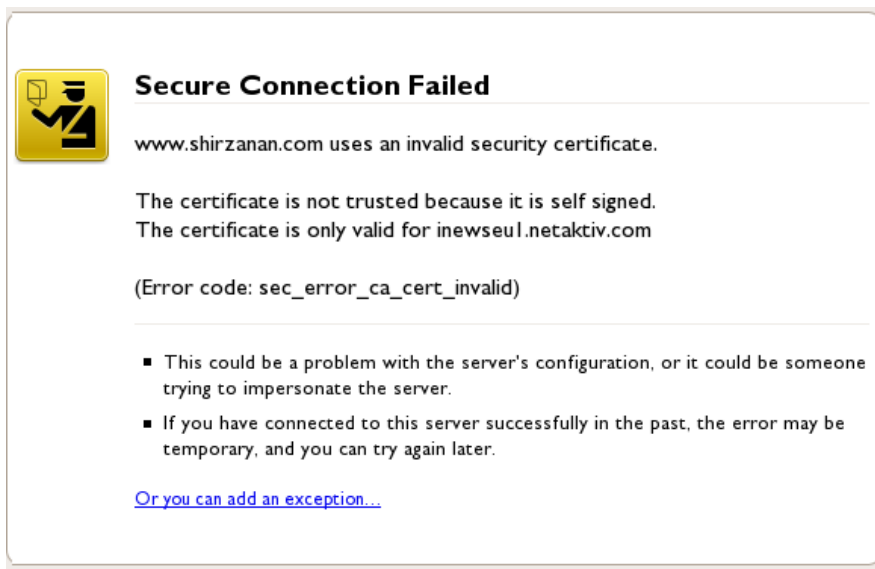 Secure Connection Failed
www.shirzanan.com uses an invalid security certificate.
The certificate is not trusted because it is self signed.
The certificate is only valid for inewseu1.netaktiv.com
(Error code: sec_error_ca_cert_invalid)
▪ This could be a problem with the server's configuration, or it could be someone
trying to impersonate the server.
▪ If you have connected to this server successfully in the past, the error may be
temporary, and you can try again later.
Or you can add an exception…